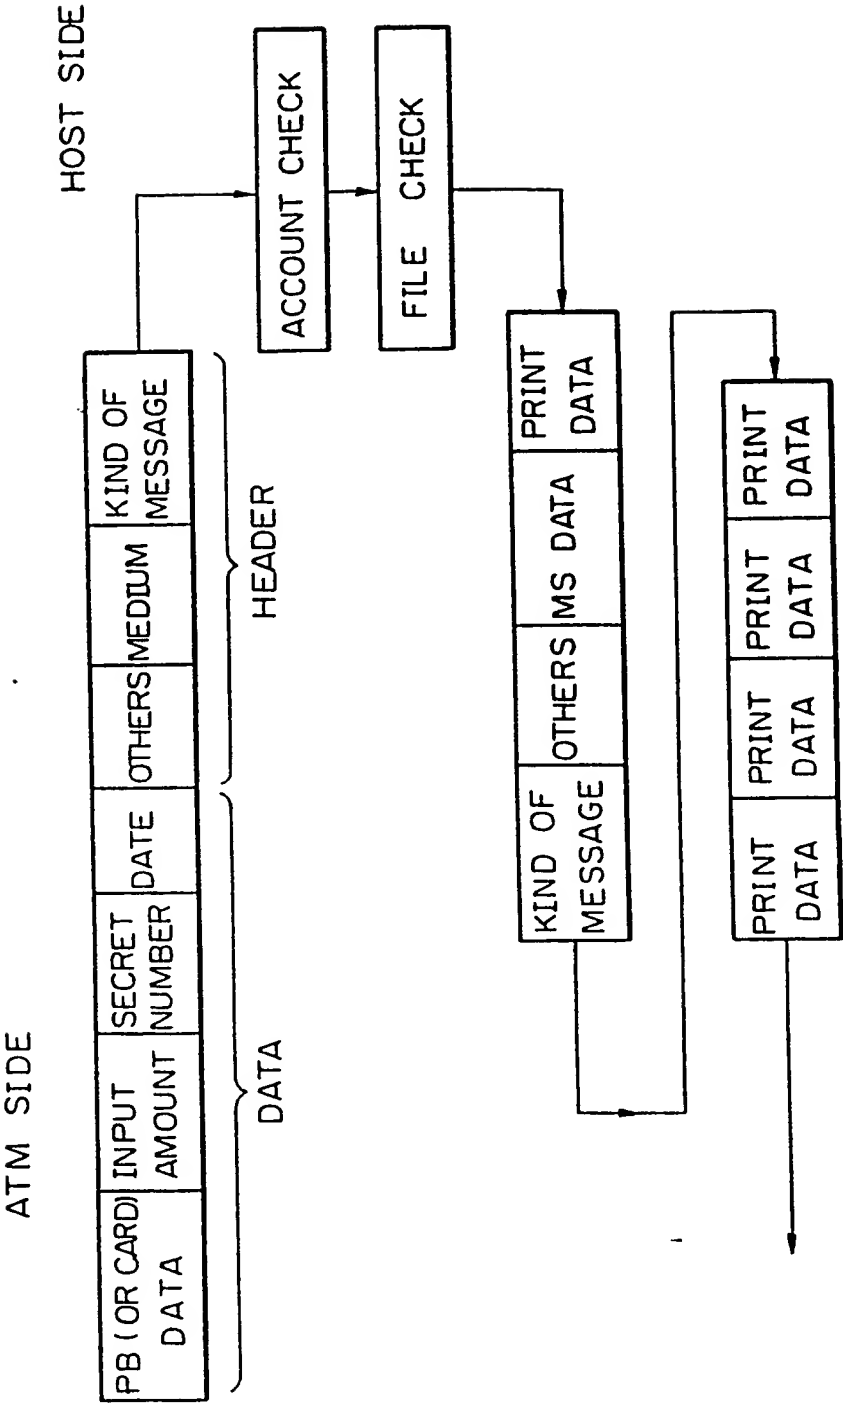 ATM SIDE
HOST SIDE
PB (OR CARD)
DATA
INPUT
AMOUNT
SECRET
NUMBER
DATE
OTHERS
MEDIUM
KIND OF
MESSAGE
DATA
HEADER
ACCOUNT CHECK
FILE CHECK
KIND OF
MESSAGE
OTHERS
MS DATA
PRINT
DATA
PRINT
DATA
PRINT
DATA
PRINT
DATA
PRINT
DATA